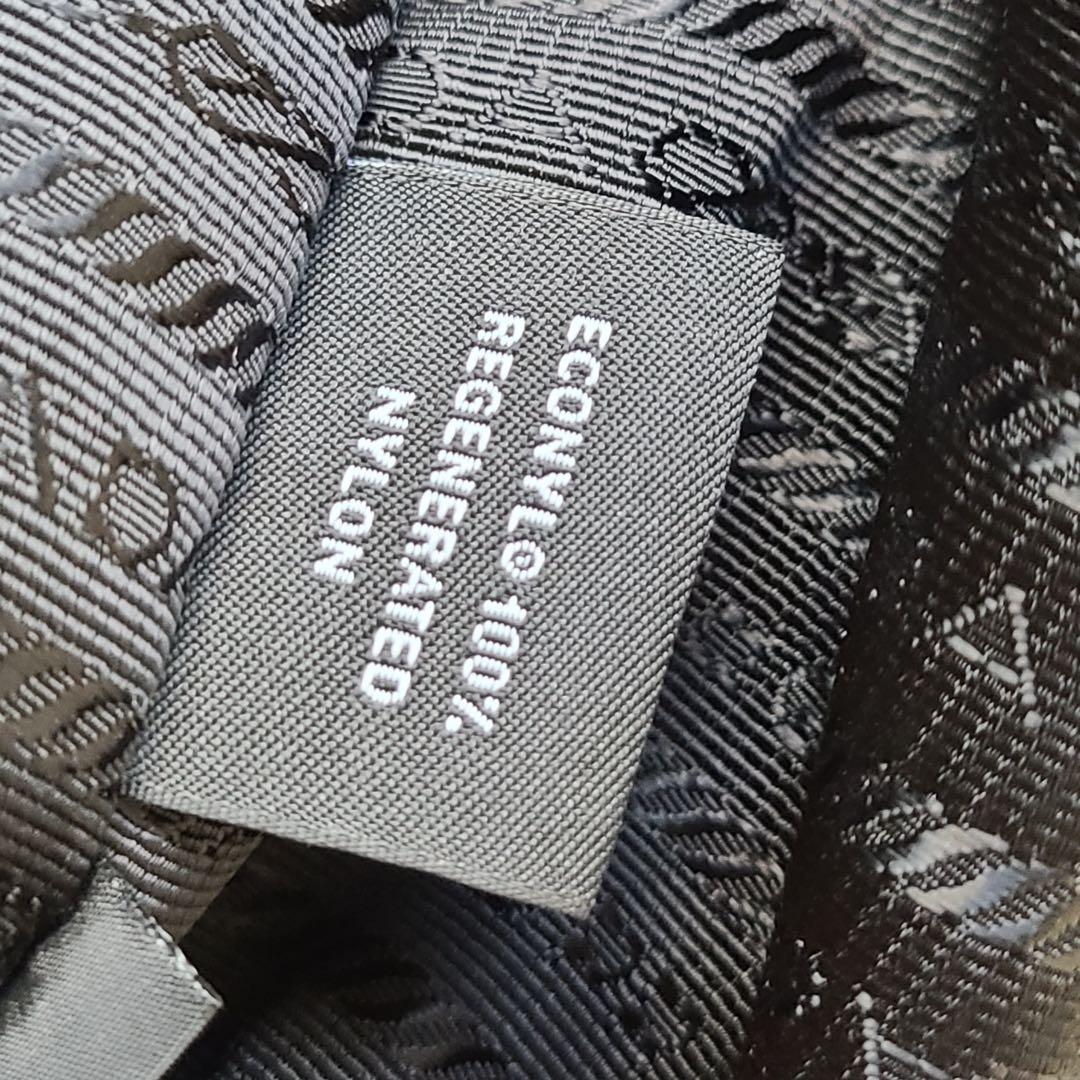 ECONYL® 100%
REGENERATED
NYLON